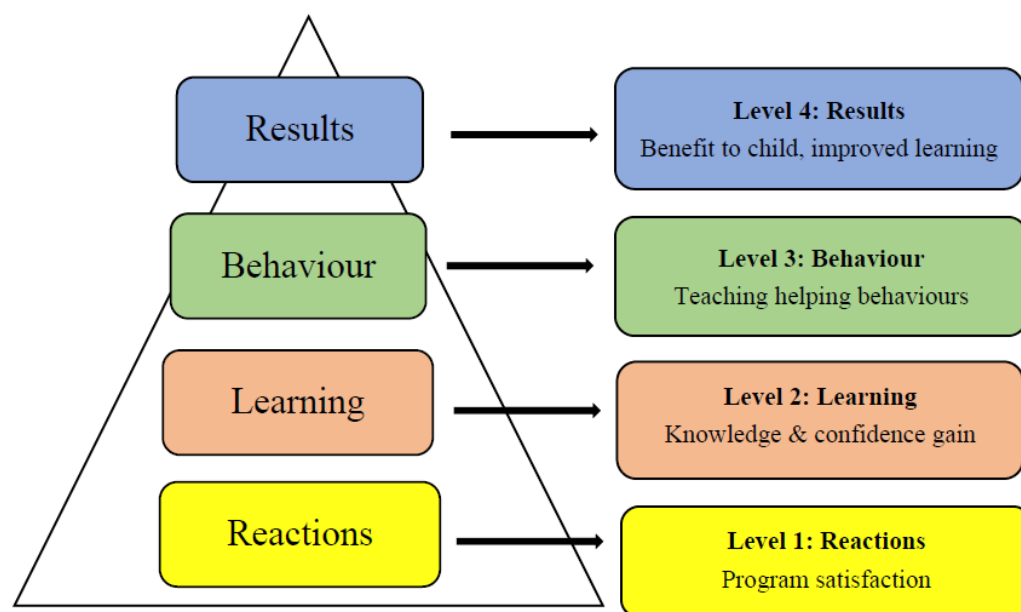 Results
Level 4: Results
Benefit to child, improved learning
Behaviour
Level 3: Behaviour
Teaching helping behaviours
Learning
Level 2: Learning
Knowledge & confidence gain
Reactions
Level 1: Reactions
Program satisfaction